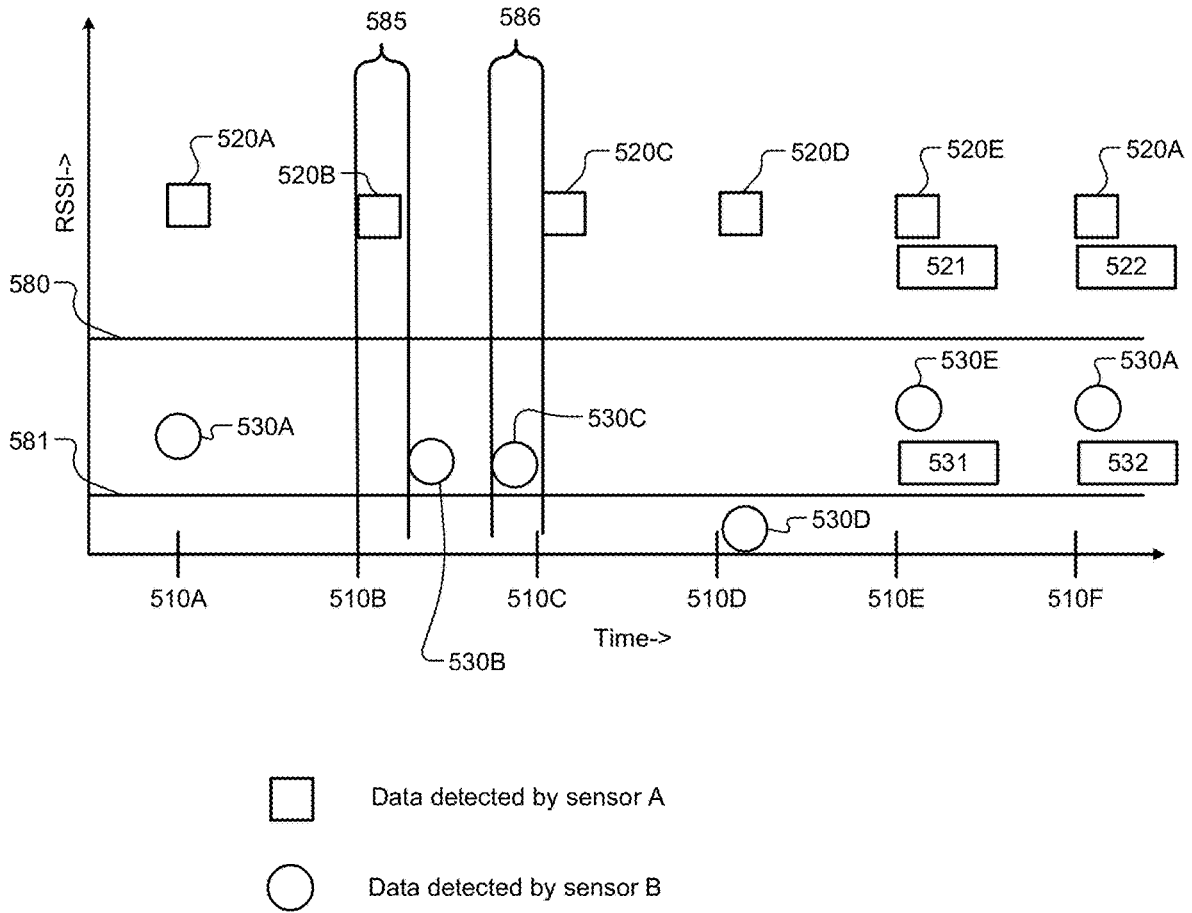 585 586
520A 520B 520C 520D 520E 520A
RSSI->
521 522
580
530E 530A
530A 530C
581
531 532
530D
510A 510B 510C 510D 510E 510F
Time->
530B
Data detected by sensor A
Data detected by sensor B